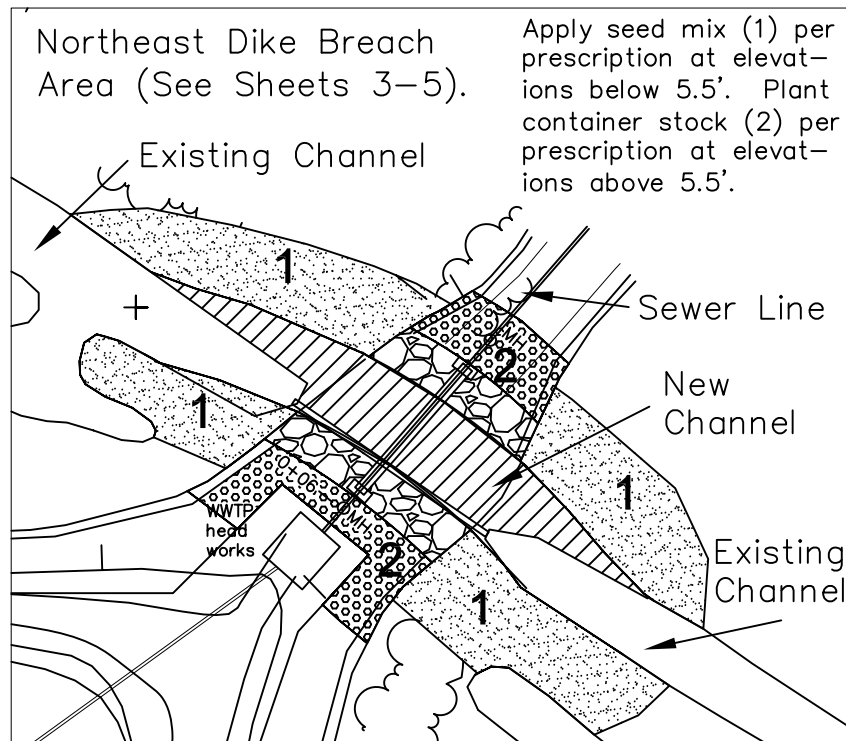 Northeast Dike Breach
Area (See Sheets 3–5).
Apply seed mix (1) per
prescription at elevat–
ions below 5.5'. Plant
container stock (2) per
prescription at elevat–
ions above 5.5'.
Existing Channel
1
Sewer Line
MH
2
New
Channel
1
1
0+06
MH
WWTP
head
works
2
1
Existing
Channel